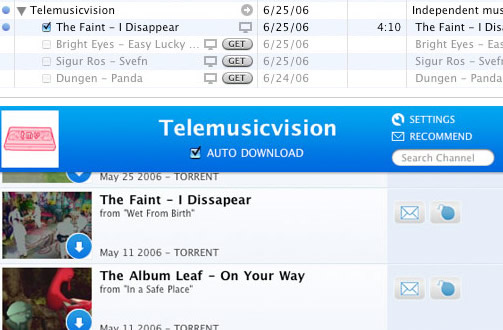 Telemusicvision 6/25/06 Independent mus
The Faint - I Disappear 6/25/06 4:10 The Faint - I Dis
Bright Eyes - Easy Lucky ... GET 6/25/06 Bright Eyes - Eas
Sigur Ros - Svefn GET 6/25/06 Sigur Ros - Svefn
Dungen - Panda GET 6/24/06 Dungen - Panda
Telemusicvision
AUTO DOWNLOAD
SETTINGS
RECOMMEND
Search Channel
May 25 2006 - TORRENT
The Faint - I Dissapear
from "Wet From Birth"
May 11 2006 - TORRENT
The Album Leaf - On Your Way
from "In a Safe Place"
May 11 2006 - TORRENT